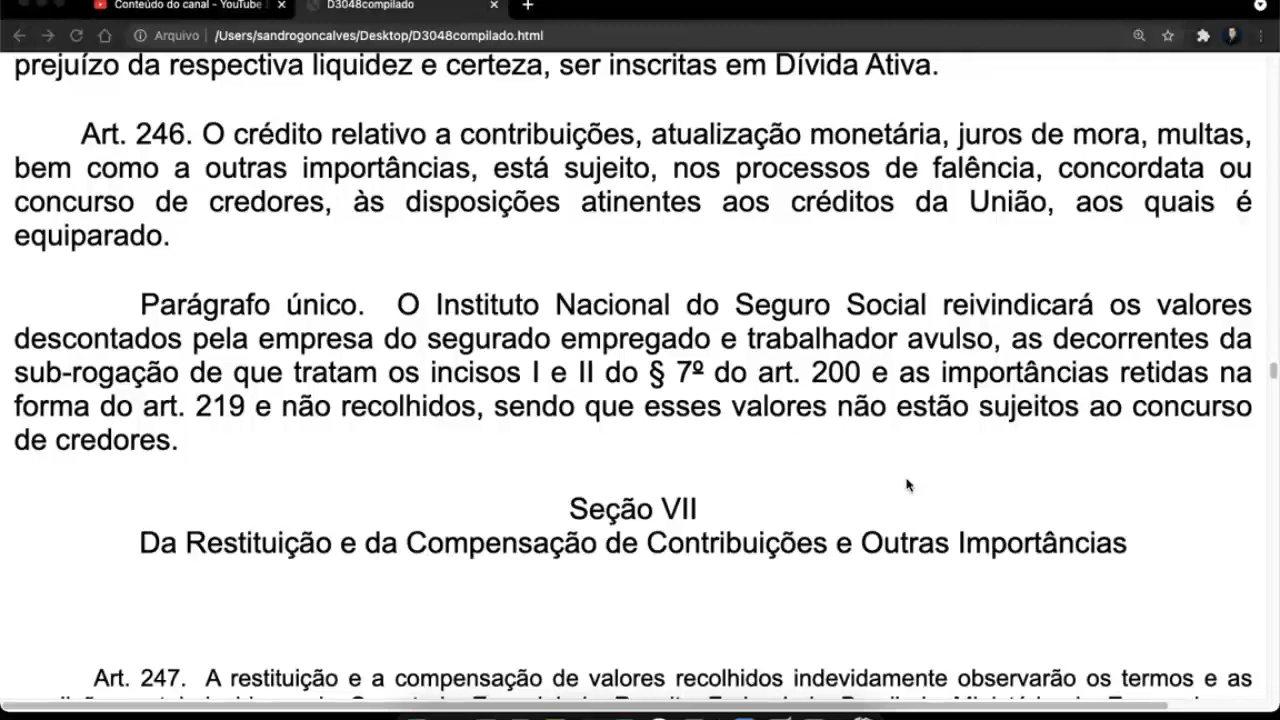 Conteúdo do canal - YouTube
D3048compilado
Arquivo /Users/sandrogoncalves/Desktop/D3048compilado.html
prejuízo da respectiva liquidez e certeza, ser inscritas em Dívida Ativa.
Art. 246. O crédito relativo a contribuições, atualização monetária, juros de mora, multas,
bem como a outras importâncias, está sujeito, nos processos de falência, concordata ou
concurso de credores, às disposições atinentes aos créditos da União, aos quais é
equiparado.
Parágrafo único. O Instituto Nacional do Seguro Social reivindicará os valores
descontados pela empresa do segurado empregado e trabalhador avulso, as decorrentes da
sub-rogação de que tratam os incisos I e II do § 7º do art. 200 e as importâncias retidas na
forma do art. 219 e não recolhidos, sendo que esses valores não estão sujeitos ao concurso
de credores.
Seção VII
Da Restituição e da Compensação de Contribuições e Outras Importâncias
Art. 247. A restituição e a compensação de valores recolhidos indevidamente observarão os termos e as